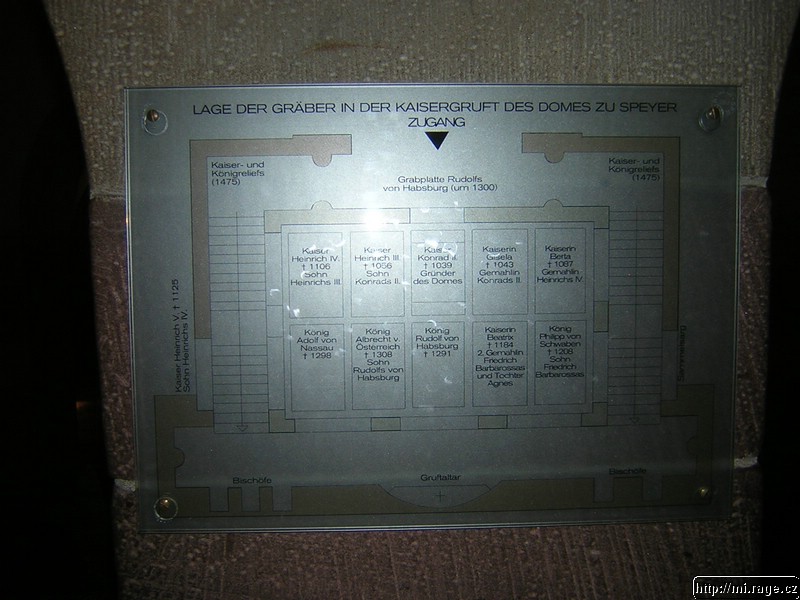 LAGE DER GRÄBER IN DER KAISERGRUFT DES DOMES ZU SPEYER
ZUGANG
Kaiser- und
Königreliefs
(1475)
Grabplatte Rudolfs
von Habsburg (um 1300)
Kaiser- und
Königreliefs
(1475)
Kaiser
Heinrich IV.
† 1106
Sohn
Heinrichs III.
Kaiser
Heinrich III.
† 1056
Sohn
Konrads II.
Kaiser
Konrad II.
† 1039
Gründer
des Domes
Kaiserin
Gisela
† 1043
Gemahlin
Konrads II.
Kaiserin
Berta
† 1087
Gemahlin
Heinrichs IV.
Kaiser Heinrich V. † 1125
Sohn Heinrichs IV.
König
Adolf von
Nassau
† 1298
König
Albrecht v.
Österreich
† 1308
Sohn
Rudolfs von
Habsburg
König
Rudolf von
Habsburg
† 1291
Kaiserin
Beatrix
† 1184
2. Gemahlin
Friedrich
Barbarossas
und Tochter
Agnes
König
Philipp von
Schwaben
† 1208
Sohn
Friedrich
Barbarossas
Bischöfe
Gruftaltar
Bischöfe
http://mi.rage.cz